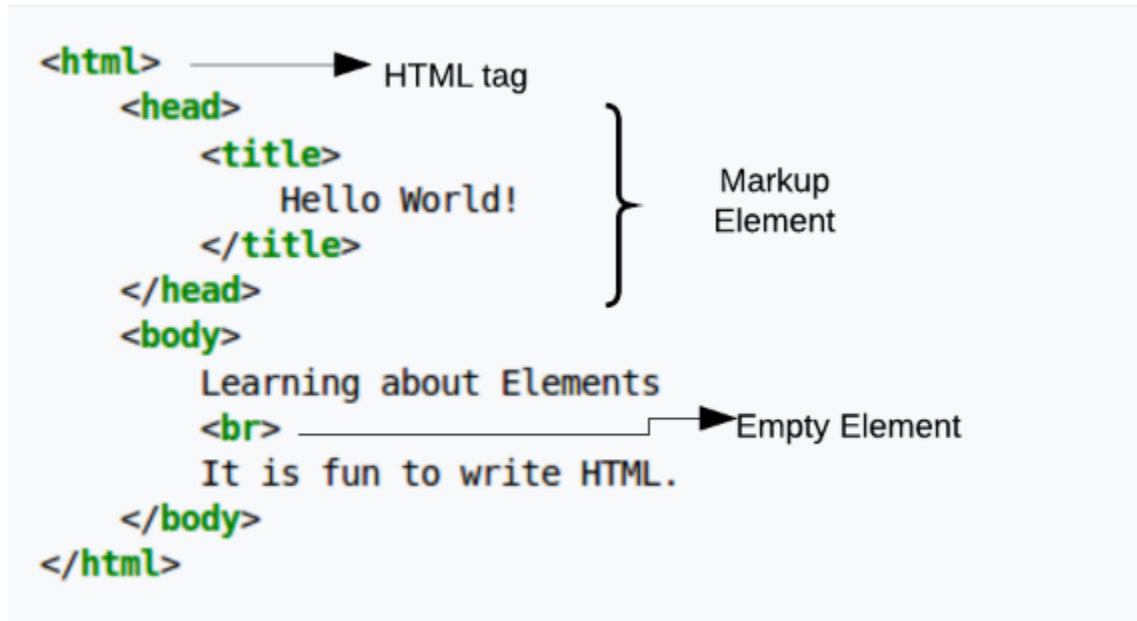 <html>
HTML tag
<head>
<title>
Hello World!
Markup
Element
</title>
</head>
<body>
Learning about Elements
<br>
Empty Element
It is fun to write HTML.
</body>
</html>